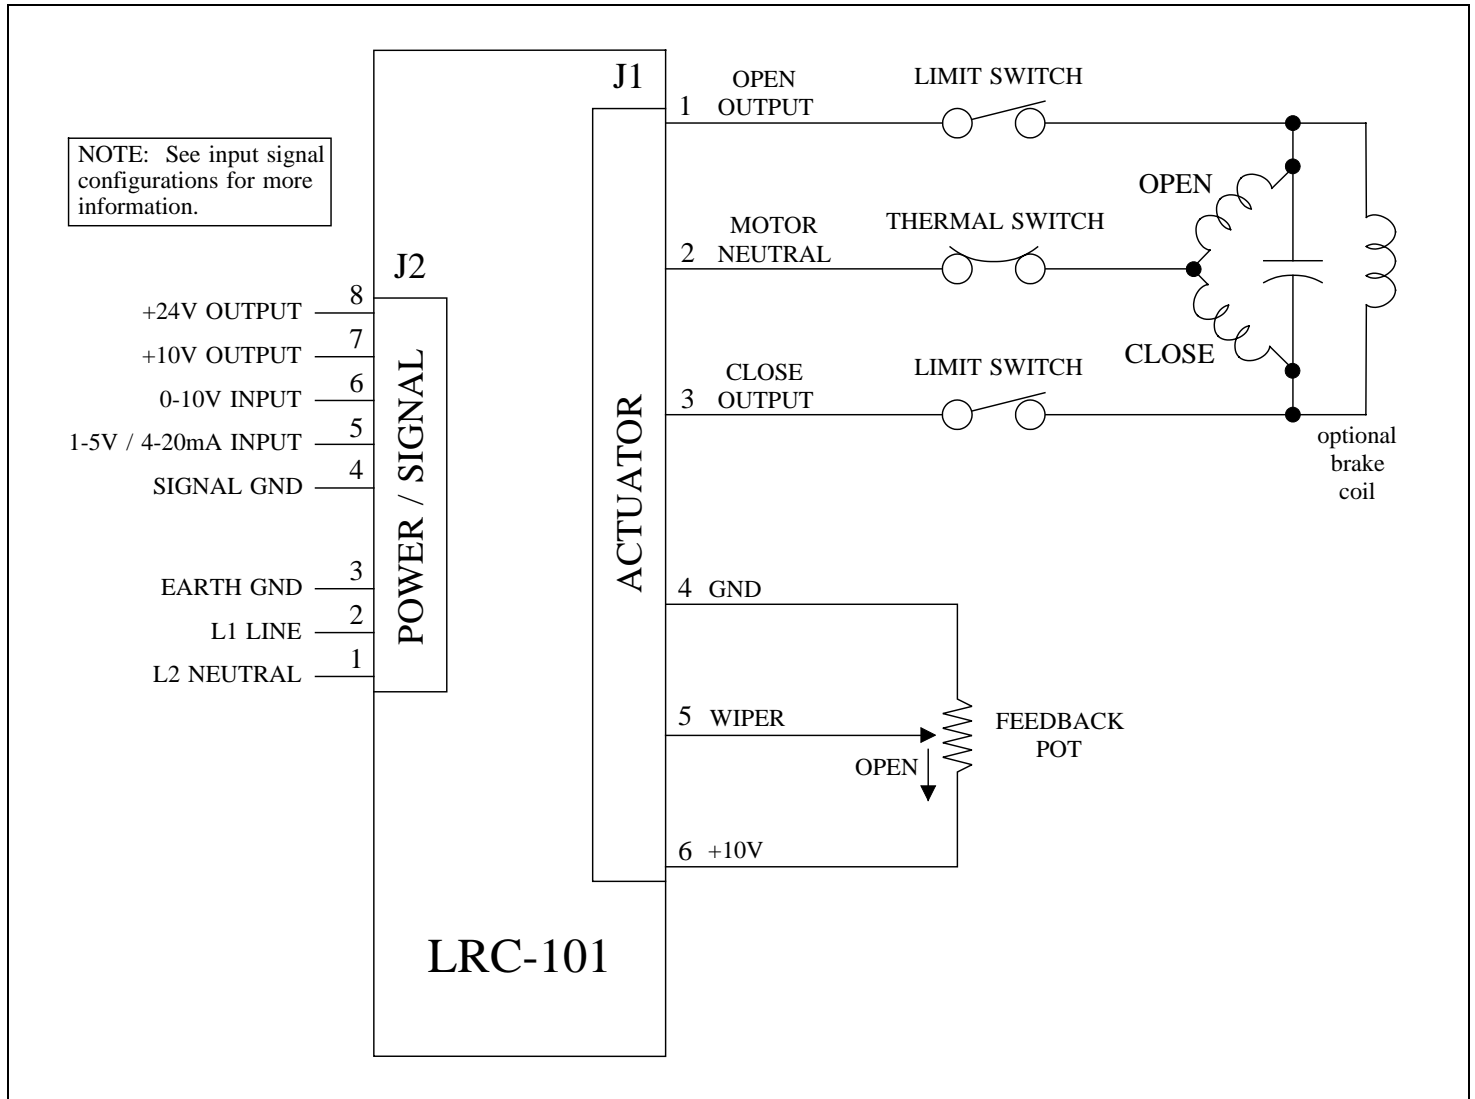 NOTE: See input signal
configurations for more
information.
J2
8
+24V OUTPUT
7
+10V OUTPUT
6
0-10V INPUT
5
1-5V / 4-20mA INPUT
4
SIGNAL GND
3
EARTH GND
2
L1 LINE
1
L2 NEUTRAL
POWER / SIGNAL
J1
ACTUATOR
LRC-101
1
OPEN
OUTPUT
LIMIT SWITCH
2
MOTOR
NEUTRAL
THERMAL SWITCH
3
CLOSE
OUTPUT
LIMIT SWITCH
OPEN
CLOSE
optional
brake
coil
4 GND
5 WIPER
OPEN
FEEDBACK
POT
6 +10V